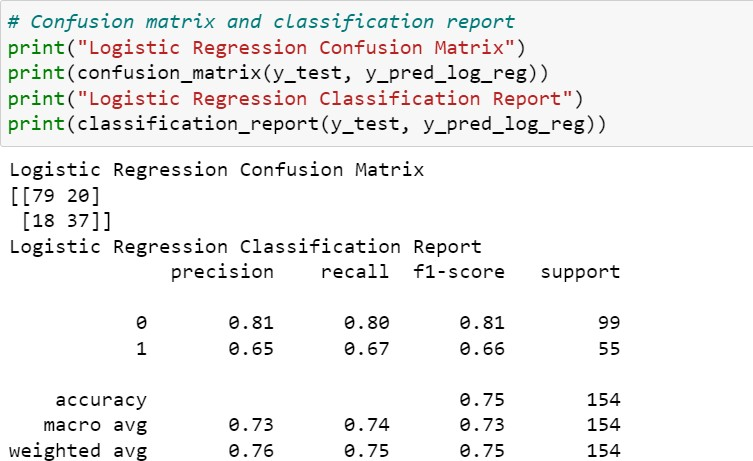 # Confusion matrix and classification report
print("Logistic Regression Confusion Matrix")
print(confusion_matrix(y_test, y_pred_log_reg))
print("Logistic Regression Classification Report")
print(classification_report(y_test, y_pred_log_reg))
Logistic Regression Confusion Matrix
[[79 20]
 [18 37]]
Logistic Regression Classification Report
              precision    recall  f1-score   support

           0       0.81      0.80      0.81        99
           1       0.65      0.67      0.66        55

    accuracy                           0.75       154
   macro avg       0.73      0.74      0.73       154
weighted avg       0.76      0.75      0.75       154